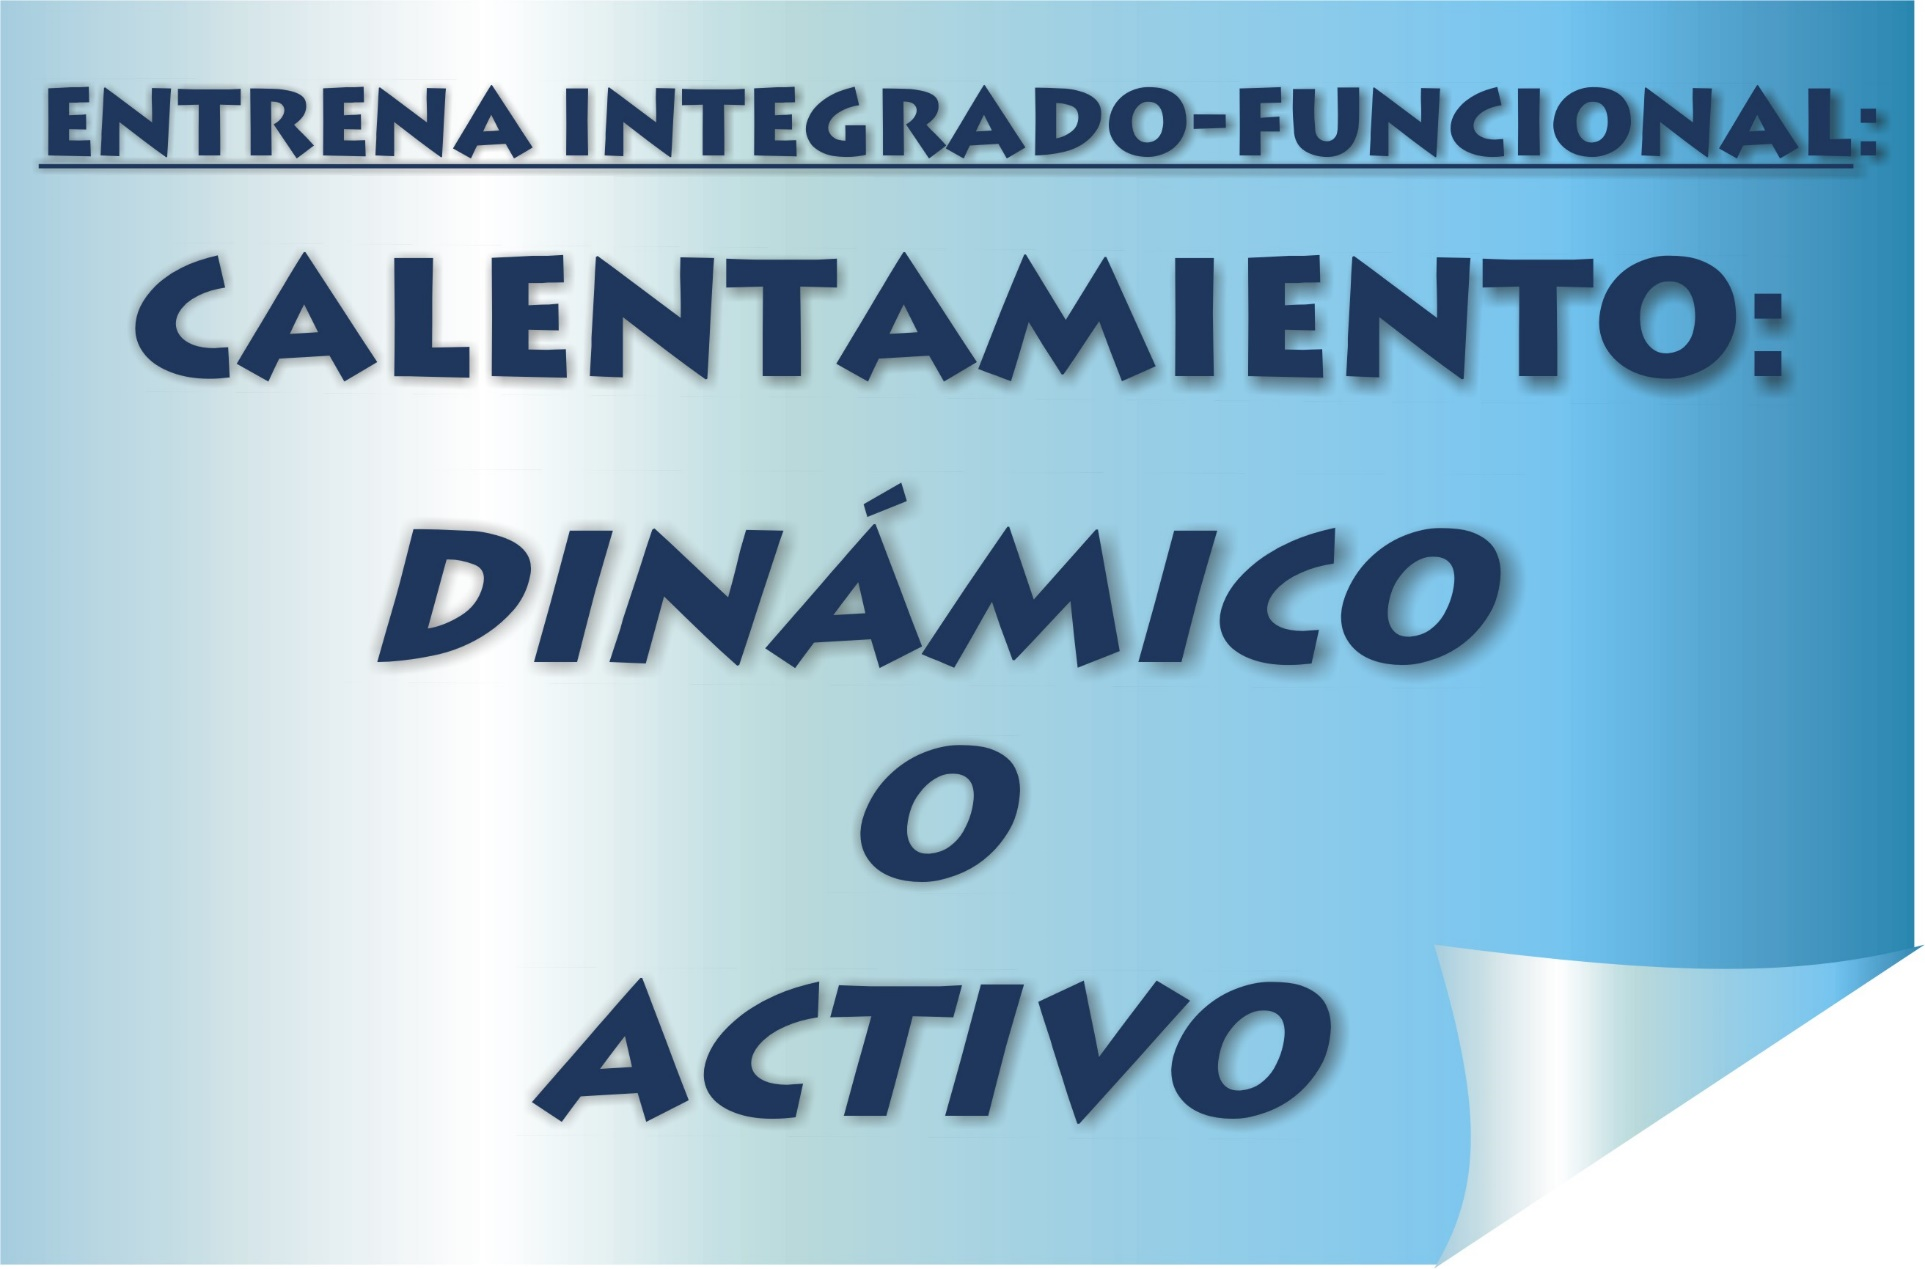 ENTRENA INTEGRADO-FUNCIONAL:
CALENTAMIENTO:
DINÁMICO
O
ACTIVO